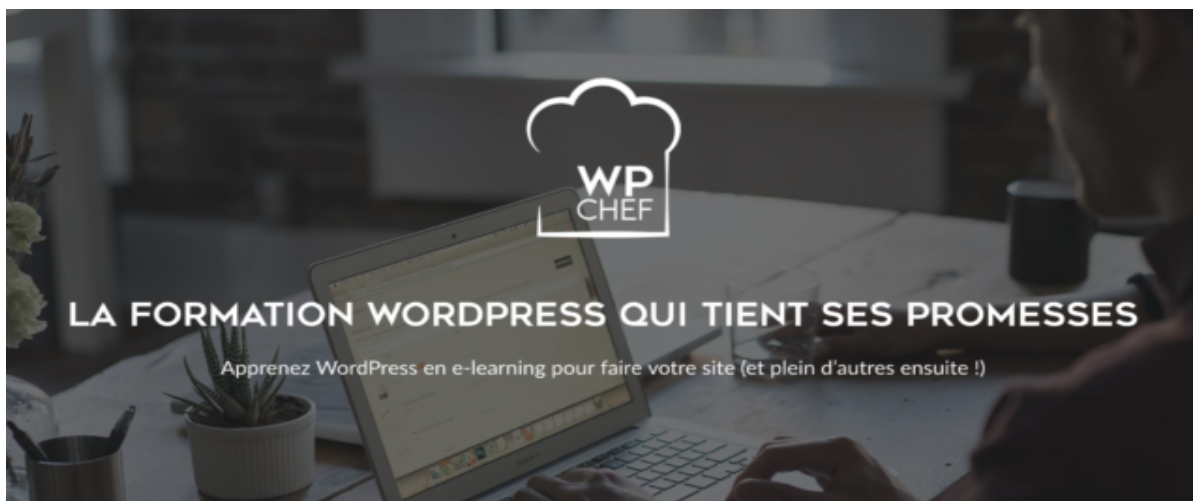 WP
CHEF
LA FORMATION WORDPRESS QUI TIENT SES PROMESSES
Apprenez WordPress en e-learning pour faire votre site (et plein d'autres ensuite !)